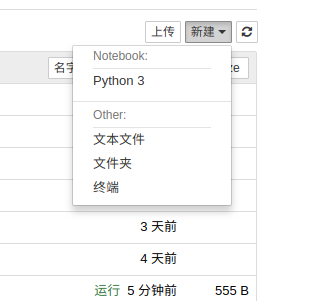 上传 新建
名字
Notebook:
Python 3
Other:
文本文件
文件夹
终端
3 天前
4 天前
运行 5 分钟前 555 B